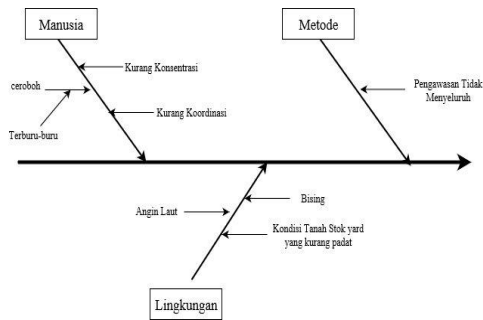 Manusia
Metode
Kurang Konsentrasi
ceroboh
Pengawasan Tidak
Menyeluruh
Kurang Koordinasi
Terburu-buru
Bising
Angin Laut
Kondisi Tanah Stok yard
yang kurang padat
Lingkungan